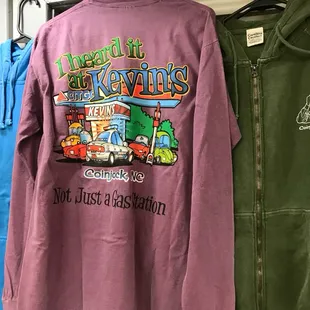 I heard it
at Kevin's
KEVIN
Coinjock, NC
Not Just a Gas Station